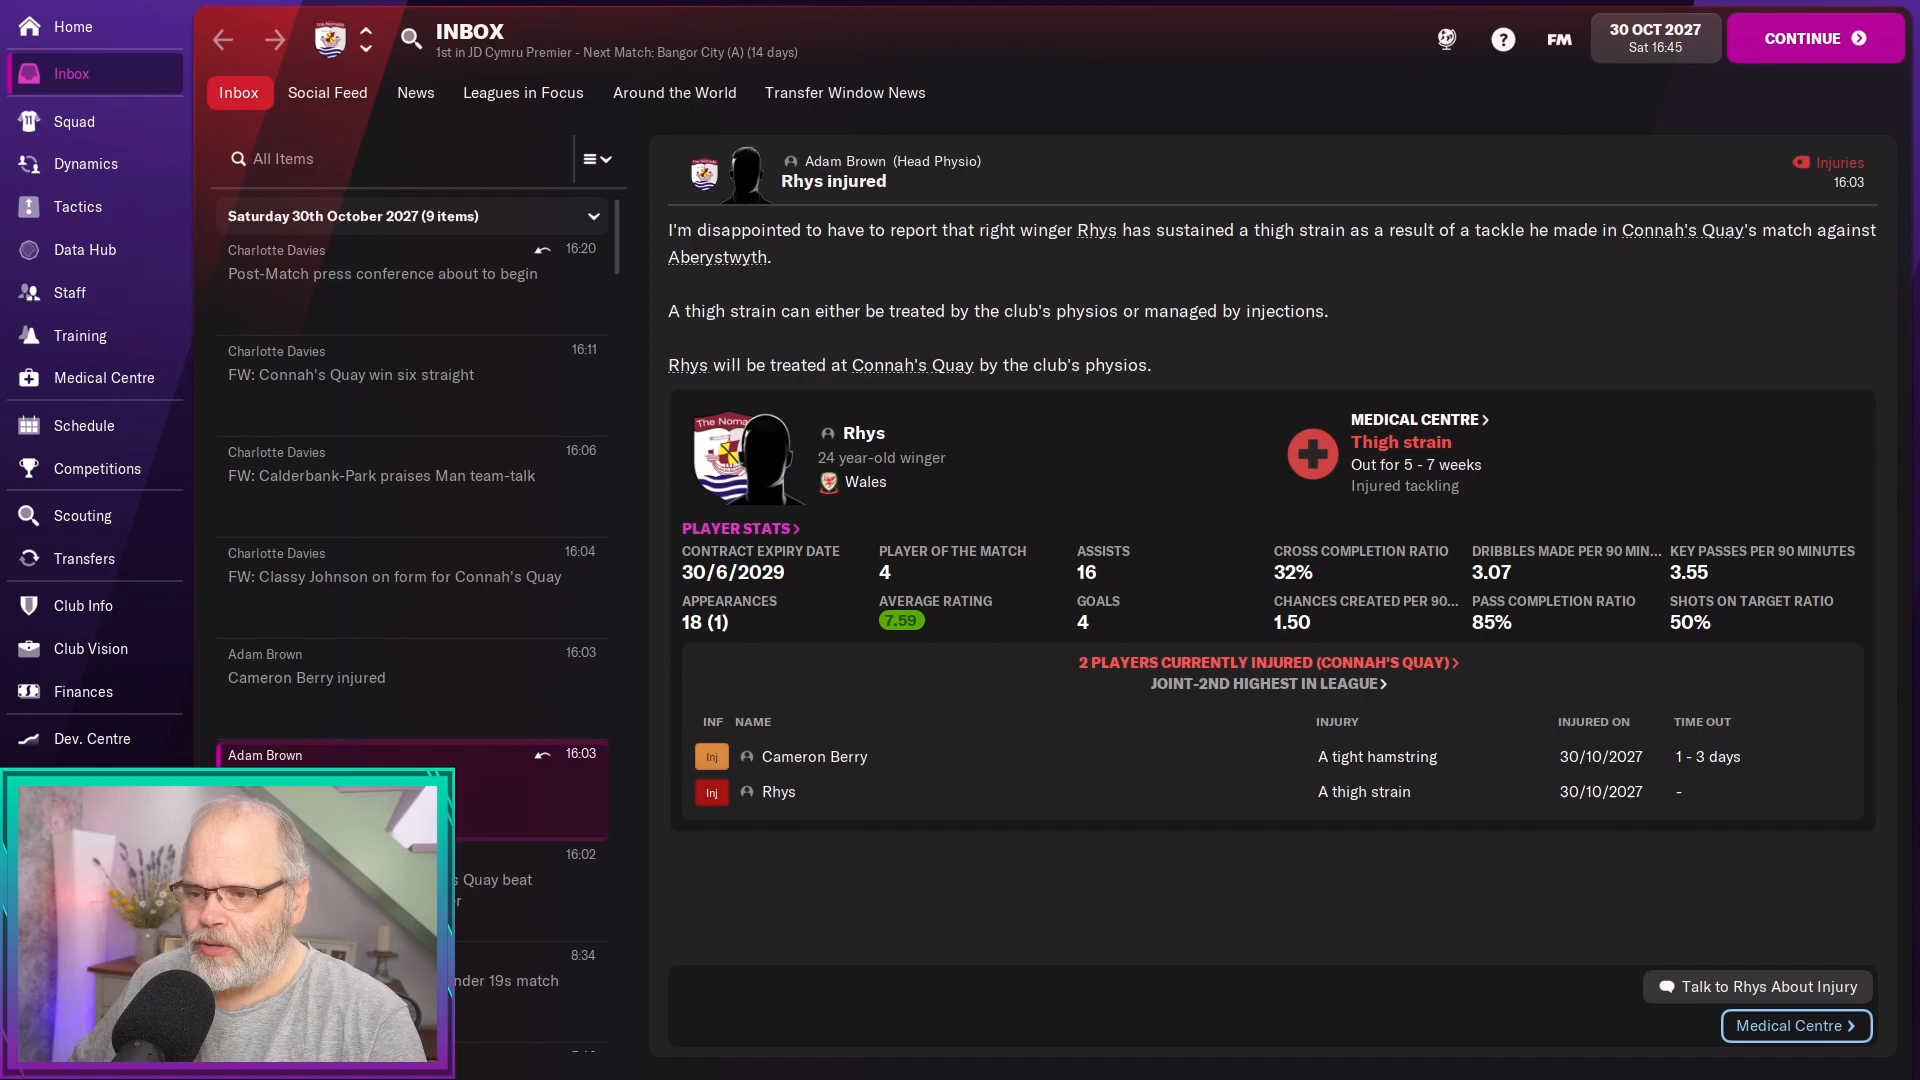 Home
Inbox
Squad
Dynamics
Tactics
Data Hub
Staff
Training
Medical Centre
Schedule
Competitions
Scouting
Transfers
Club Info
Club Vision
Finances
Dev. Centre
INBOX
1st in JD Cymru Premier - Next Match: Bangor City (A) (14 days)
FM
30 OCT 2027
Sat 16:45
CONTINUE
Inbox Social Feed News Leagues in Focus Around the World Transfer Window News
All Items
Saturday 30th October 2027 (9 items)
Charlotte Davies 16:20
Post-Match press conference about to begin
Charlotte Davies 16:11
FW: Connah's Quay win six straight
Charlotte Davies 16:06
FW: Calderbank-Park praises Man team-talk
Charlotte Davies 16:04
FW: Classy Johnson on form for Connah's Quay
Adam Brown 16:03
Cameron Berry injured
Adam Brown 16:03
16:02
s Quay beat
r
8:34
nder 19s match
Adam Brown (Head Physio)
Rhys injured
Injuries
16:03
I'm disappointed to have to report that right winger Rhys has sustained a thigh strain as a result of a tackle he made in Connah's Quay's match against
Aberystwyth.
A thigh strain can either be treated by the club's physios or managed by injections.
Rhys will be treated at Connah's Quay by the club's physios.
The Noma
Rhys
24 year-old winger
Wales
MEDICAL CENTRE
Thigh strain
Out for 5 - 7 weeks
Injured tackling
PLAYER STATS
CONTRACT EXPIRY DATE PLAYER OF THE MATCH ASSISTS CROSS COMPLETION RATIO DRIBBLES MADE PER 90 MIN... KEY PASSES PER 90 MINUTES
30/6/2029 4 16 32% 3.07 3.55
APPEARANCES AVERAGE RATING GOALS CHANCES CREATED PER 90... PASS COMPLETION RATIO SHOTS ON TARGET RATIO
18 (1) 7.59 4 1.50 85% 50%
2 PLAYERS CURRENTLY INJURED (CONNAH'S QUAY)
JOINT-2ND HIGHEST IN LEAGUE
INF NAME INJURY INJURED ON TIME OUT
Inj Cameron Berry A tight hamstring 30/10/2027 1 - 3 days
Inj Rhys A thigh strain 30/10/2027 -
Talk to Rhys About Injury
Medical Centre